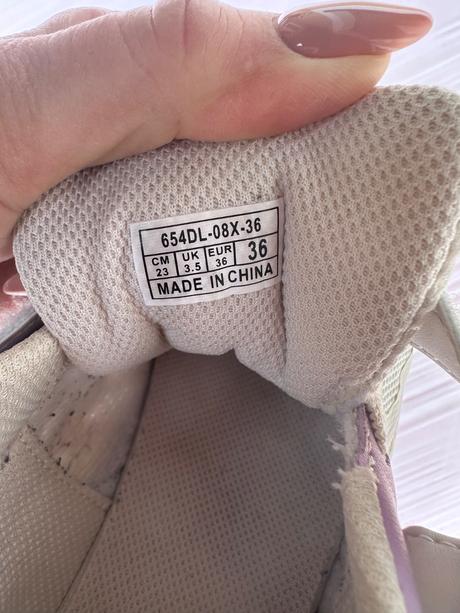 654DL-08X-36
CM UK EUR 36
23 3.5 36
MADE IN CHINA